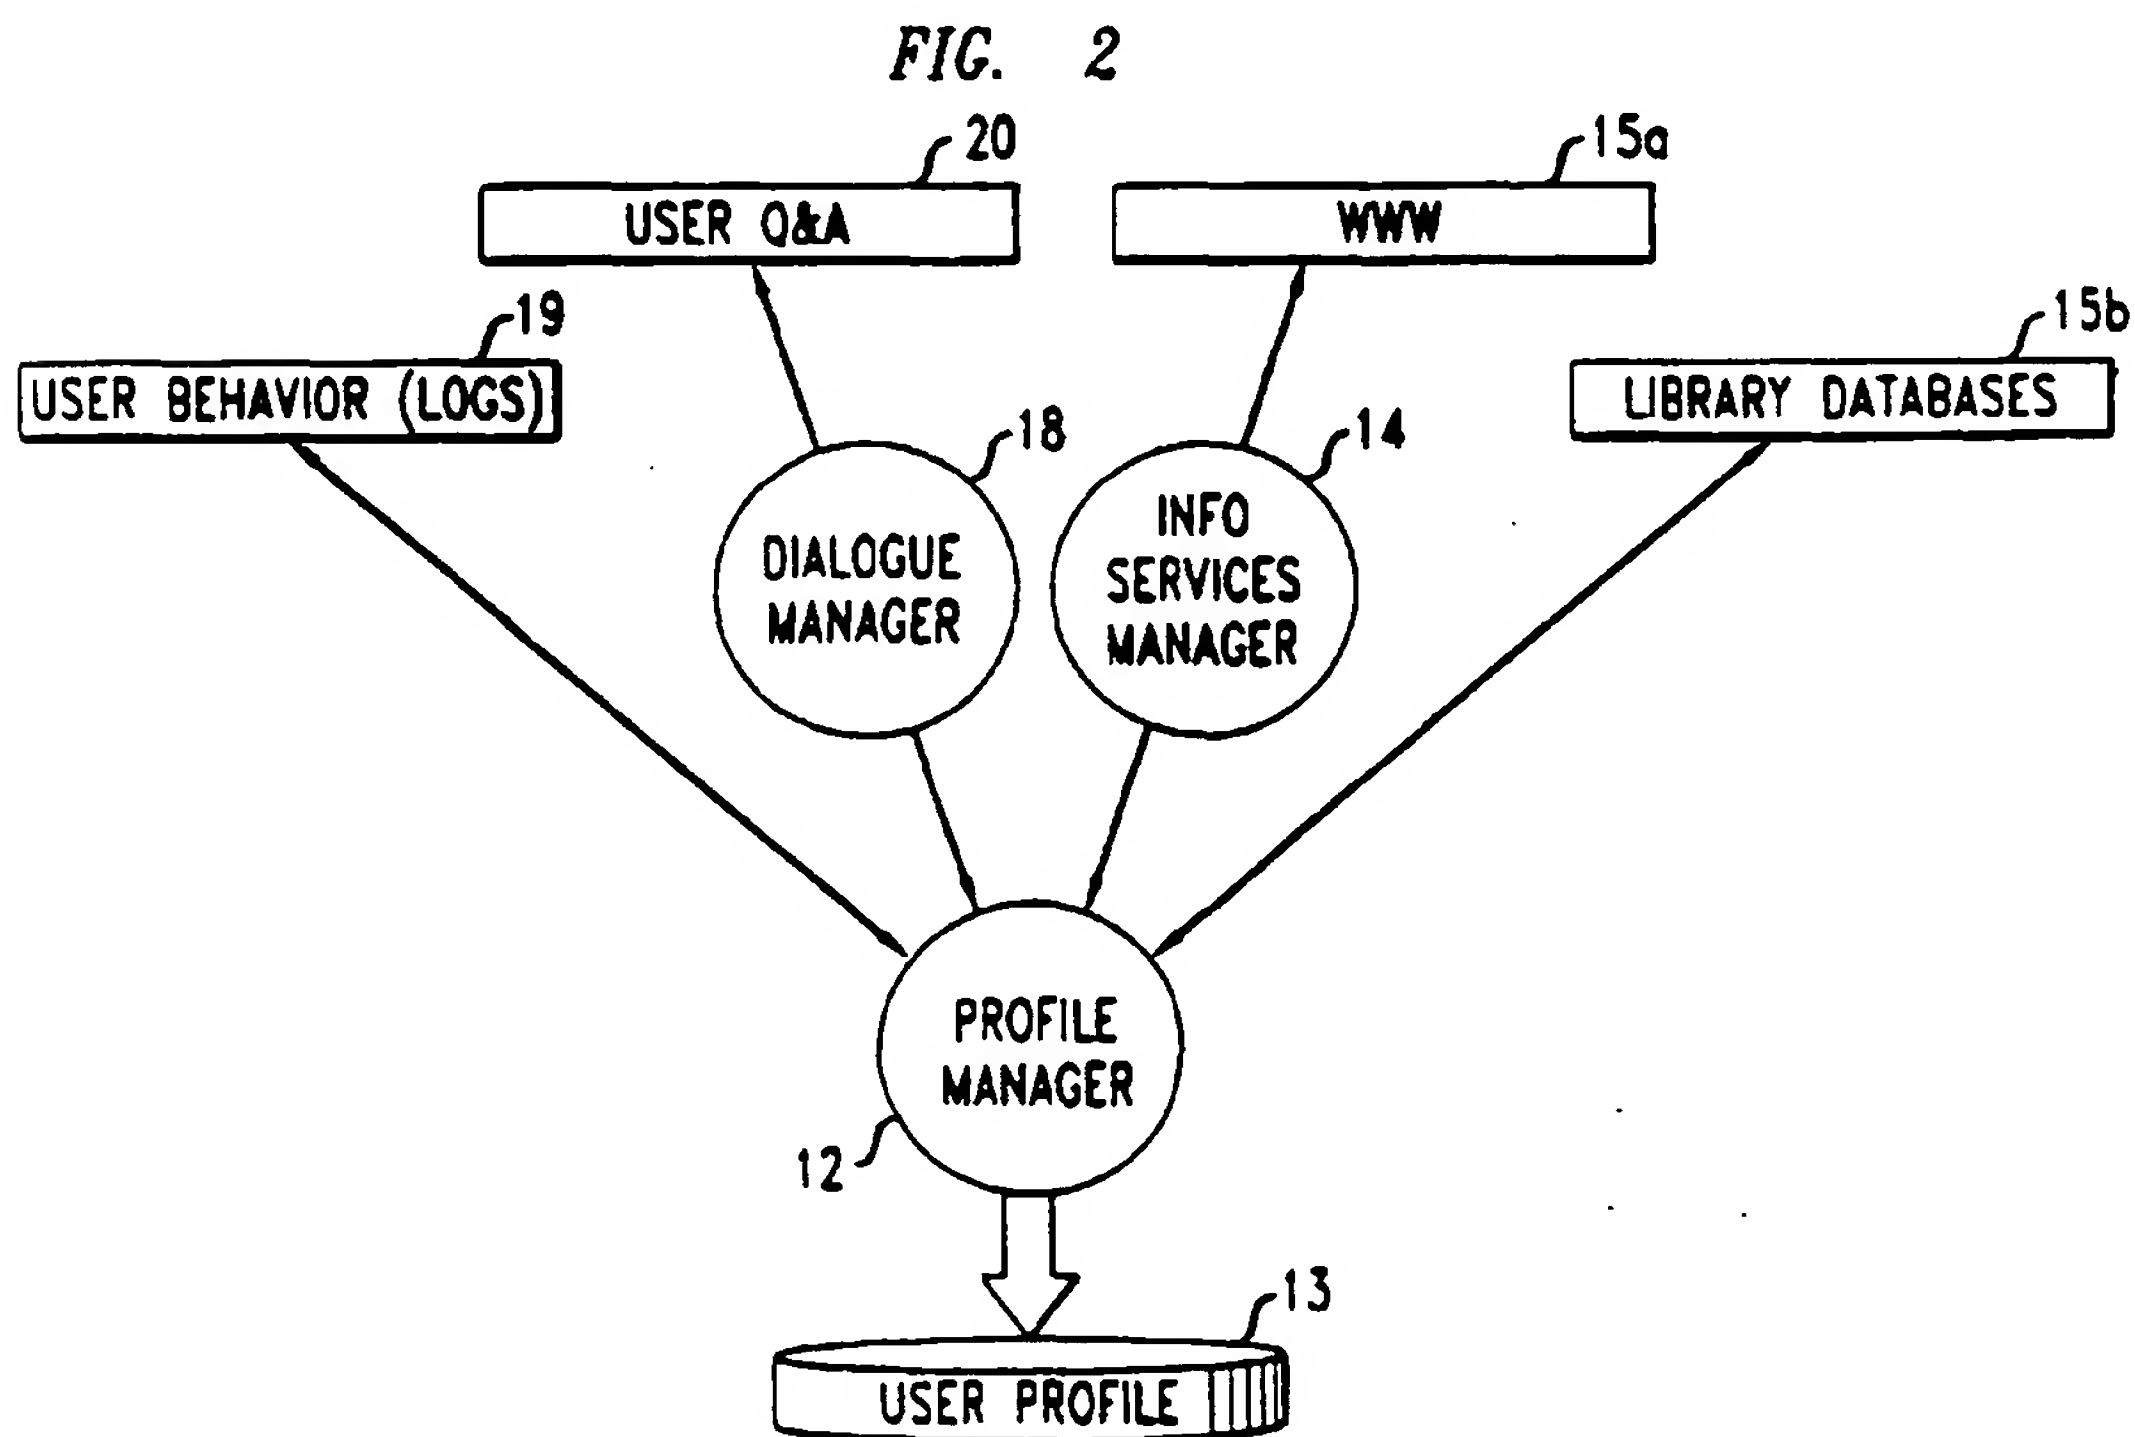 FIG. 2
20
15a
USER Q&A
WWW
19
15b
USER BEHAVIOR (LOGS)
LIBRARY DATABASES
18
14
DIALOGUE
MANAGER
INFO
SERVICES
MANAGER
PROFILE
MANAGER
12
13
USER PROFILE